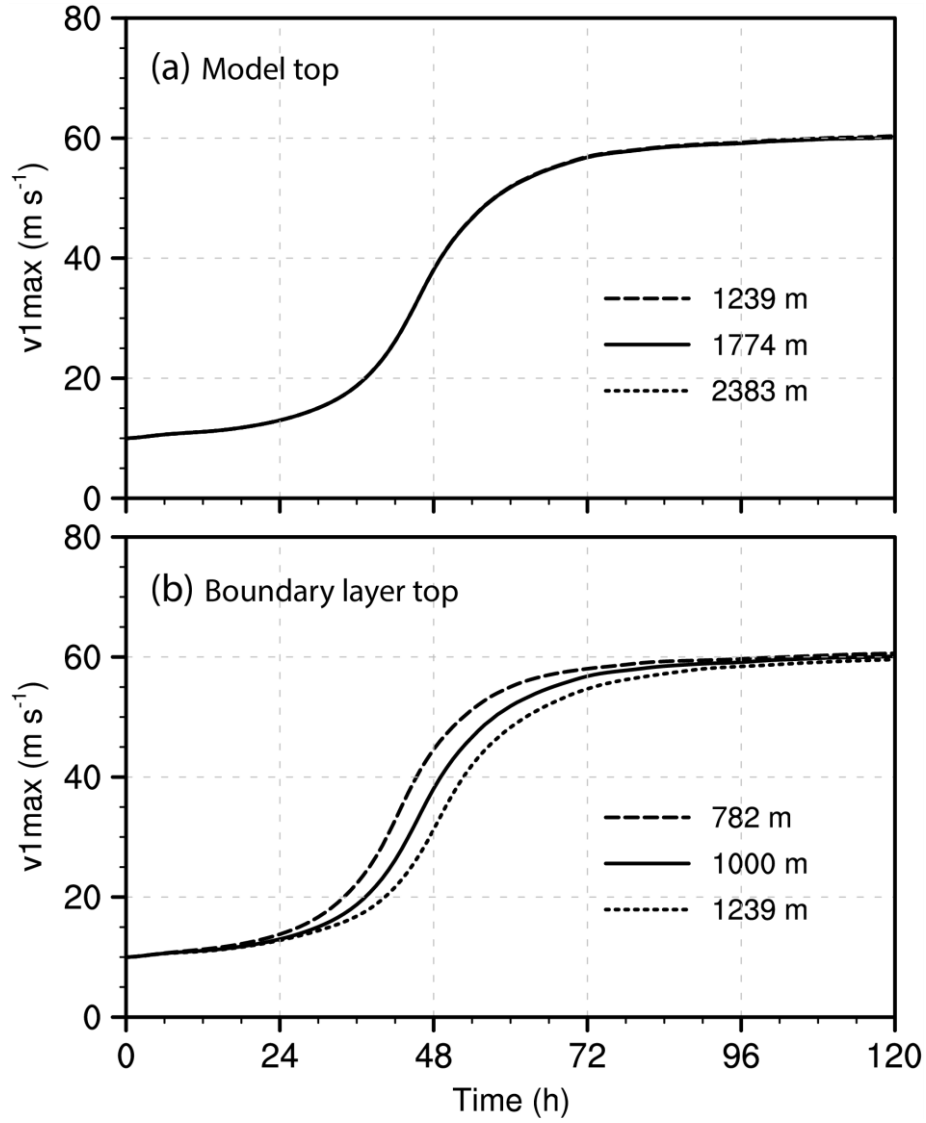 80
(a) Model top
60
v1max (m s-1)
40
1239 m
1774 m
20
2383 m
0
80
(b) Boundary layer top
60
v1max (m s-1)
40
782 m
1000 m
20
1239 m
0
0 24 48 72 96 120
Time (h)